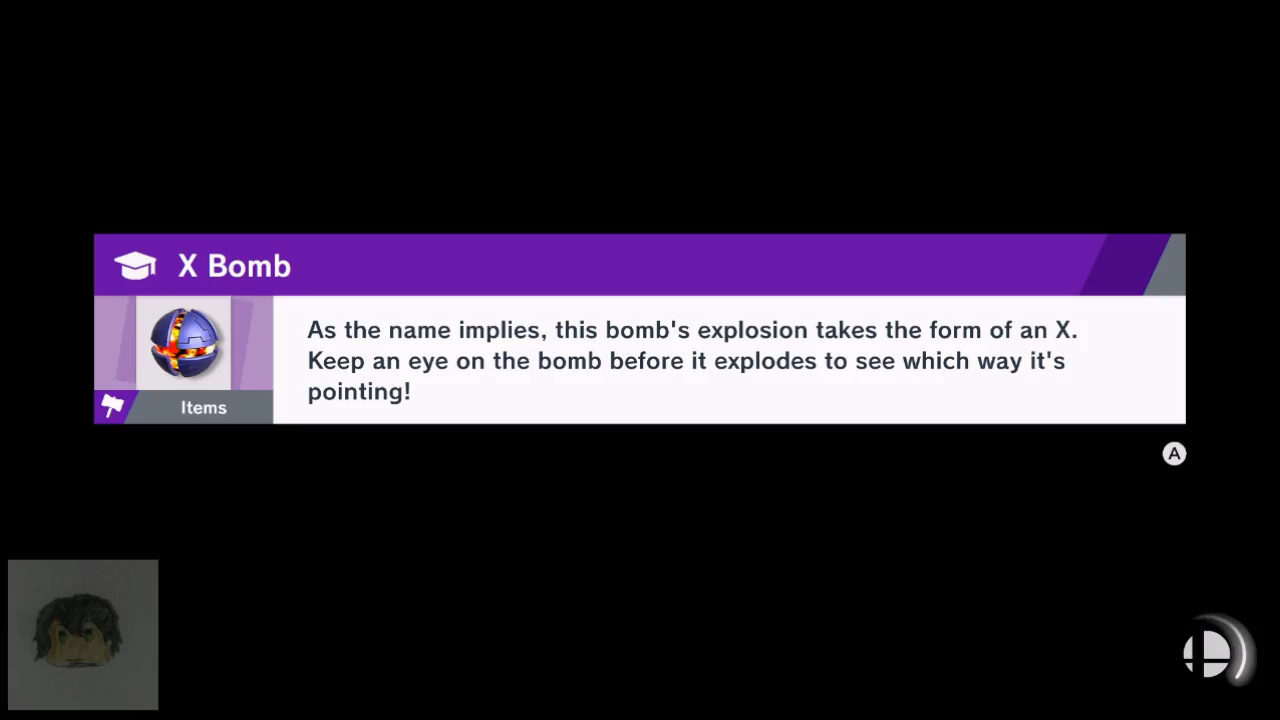 X Bomb
As the name implies, this bomb's explosion takes the form of an X.
Keep an eye on the bomb before it explodes to see which way it's
pointing!
Items
A